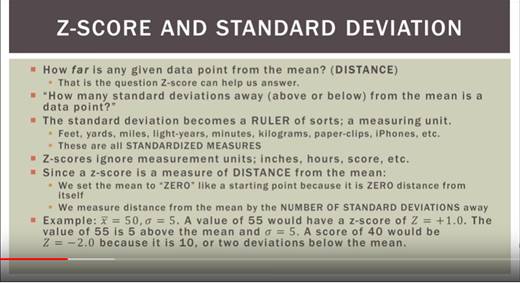 Z-SCORE AND STANDARD DEVIATION
How far is any given data point from the mean? (DISTANCE)
That is the question Z-score can help us answer.
"How many standard deviations away (above or below) from the mean is a
data point?"
The standard deviation becomes a RULER of sorts; a measuring unit.
Feet, yards, miles, light-years, minutes, kilograms, paper-clips, iPhones, etc.
These are all STANDARDIZED MEASURES
Z-scores ignore measurement units; inches, hours, score, etc.
Since a z-score is a measure of DISTANCE from the mean:
We set the mean to "ZERO" like a starting point because it is ZERO distance from
itself
We measure distance from the mean by the NUMBER OF STANDARD DEVIATIONS away
Example: x̄ = 50, σ = 5. A value of 55 would have a z-score of Z = +1.0. The
value of 55 is 5 above the mean and σ = 5. A score of 40 would be
Z = −2.0 because it is 10, or two deviations below the mean.